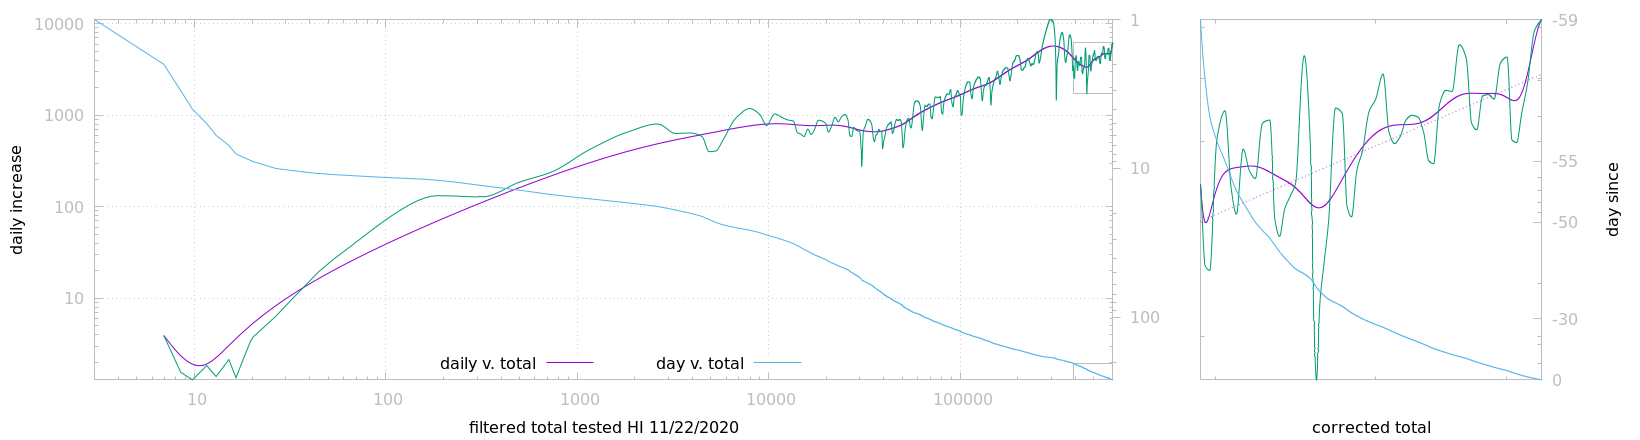 10000
1000
100
10
daily increase
10
100
1000
10000
100000
filtered total tested HI 11/22/2020
daily v. total
day v. total
1
10
100
-59
-55
-50
-30
0
day since
corrected total